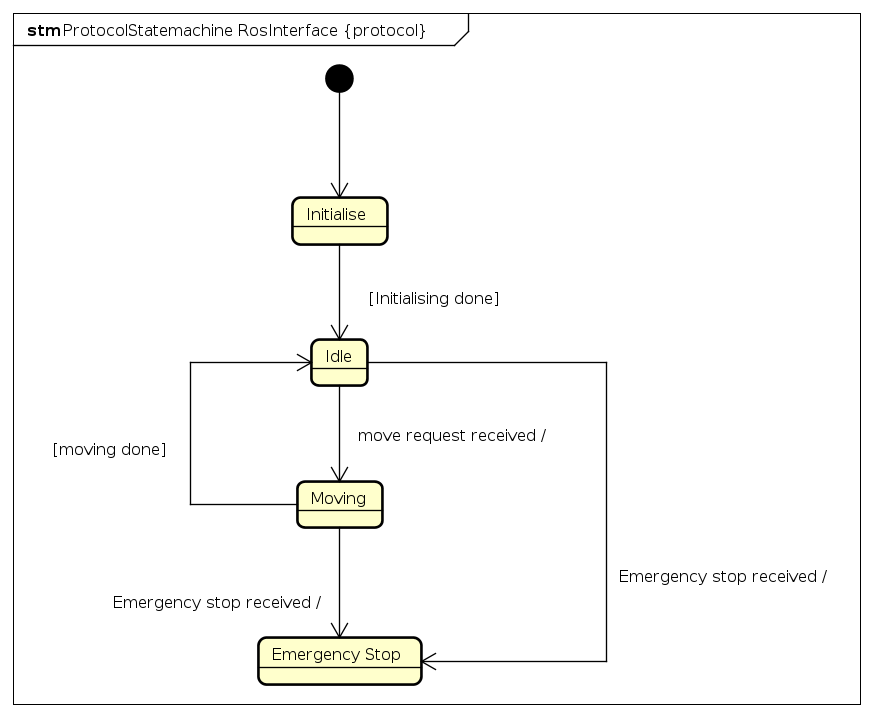 stm ProtocolStatemachine RosInterface {protocol}
Initialise
[Initialising done]
Idle
move request received /
[moving done]
Moving
Emergency stop received /
Emergency stop received /
Emergency Stop